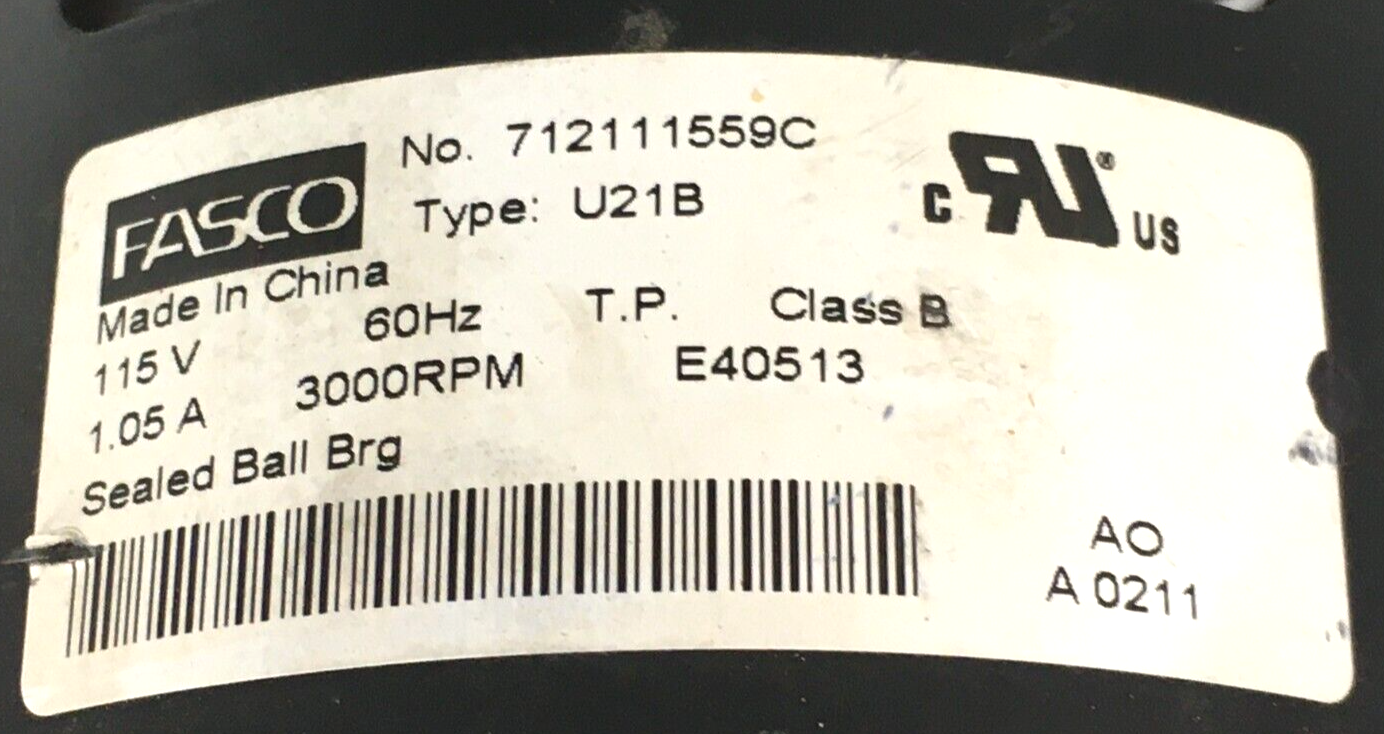 FASCO
No. 712111559C
Type: U21B
C RU® US
Made In China
115 V 60Hz T.P. Class B
1.05 A 3000RPM E40513
Sealed Ball Brg
AO
A 0211